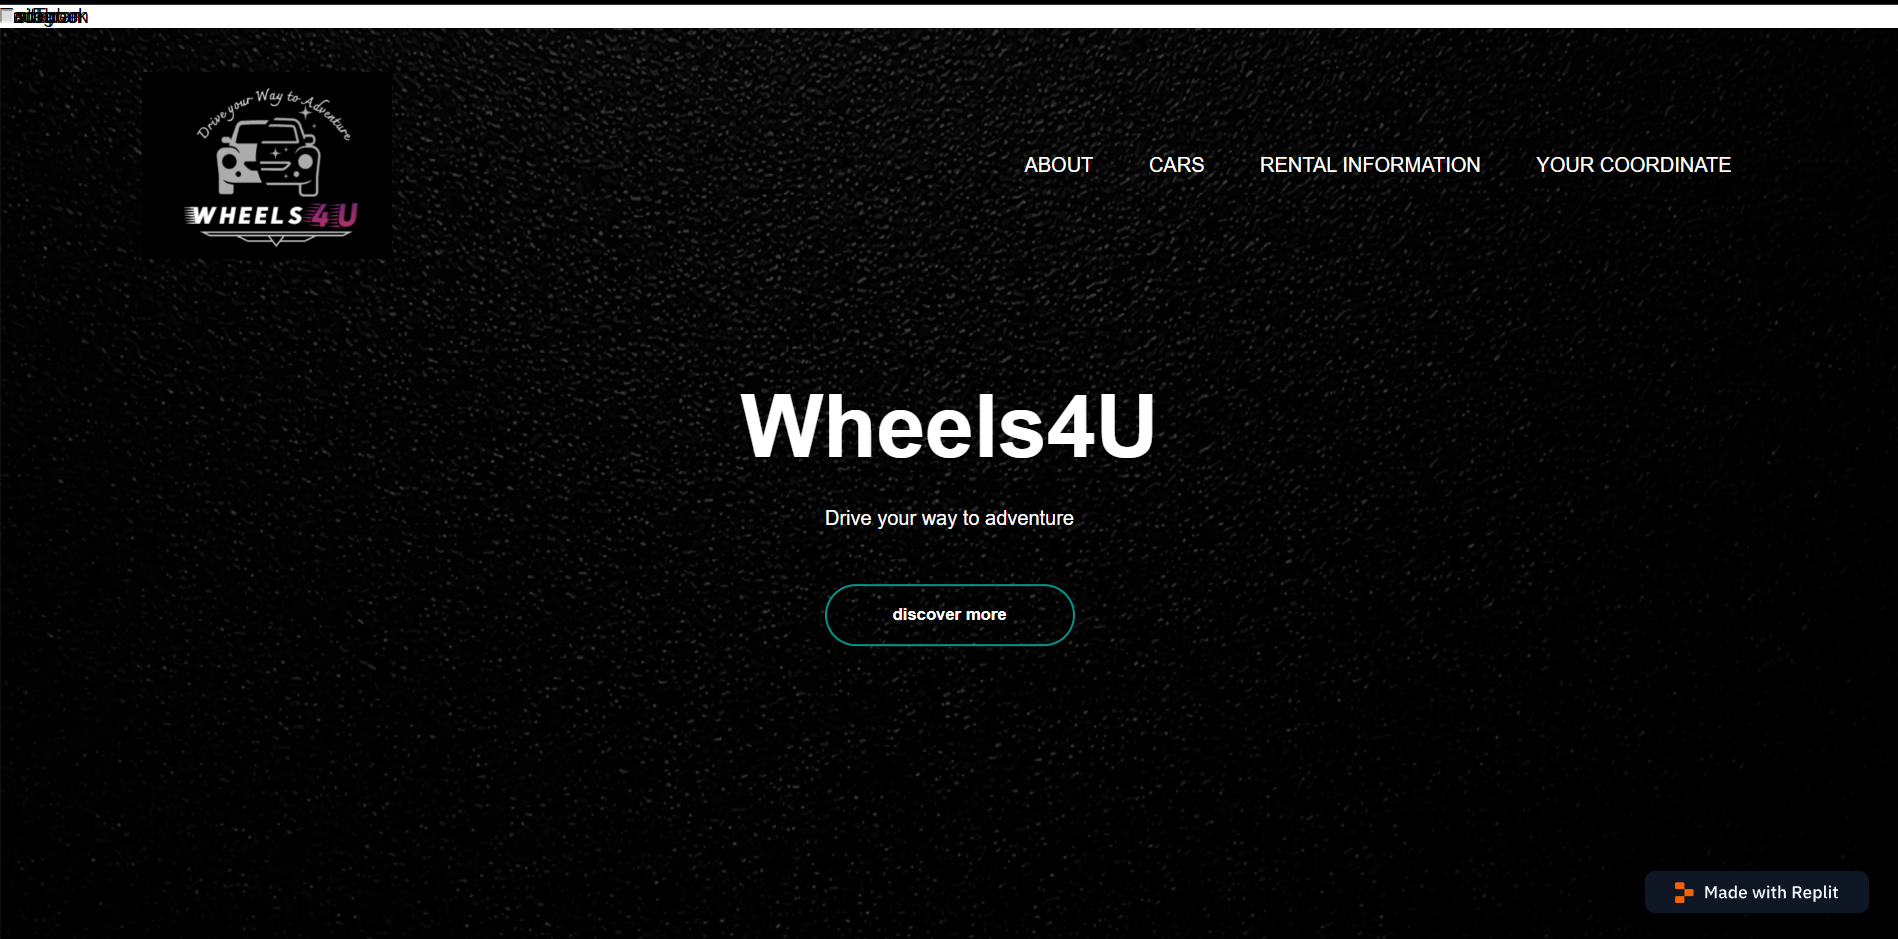 Drive your Way to Adventure
WHEELS4U
ABOUT CARS RENTAL INFORMATION YOUR COORDINATE
Wheels4U
Drive your way to adventure
discover more
Made with Replit